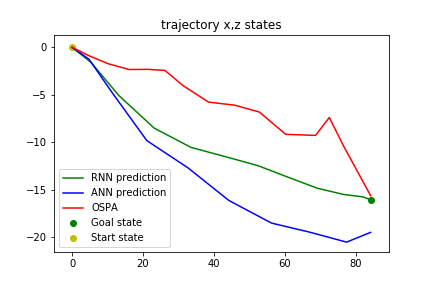 trajectory x,z states
0
−5
−10
−15
−20
RNN prediction
ANN prediction
OSPA
Goal state
Start state
0 20 40 60 80